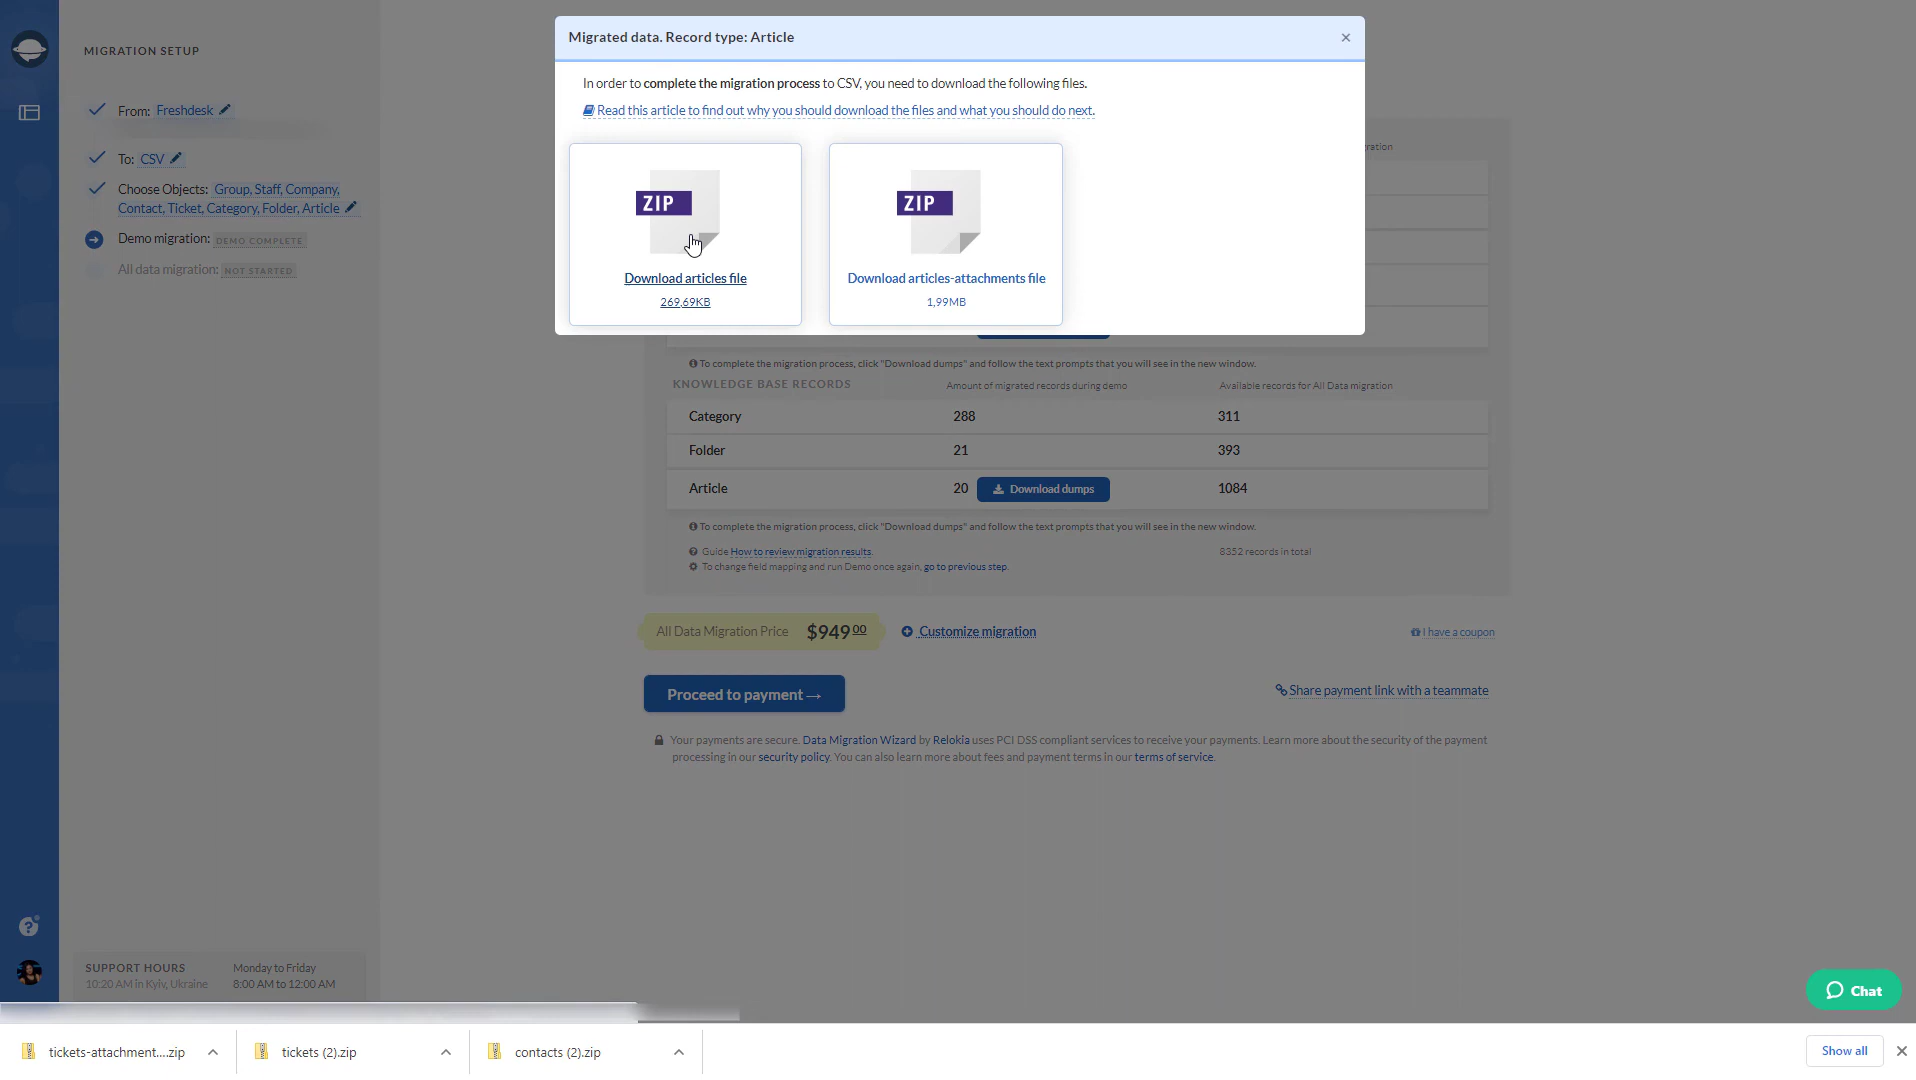 MIGRATION SETUP
From: Freshdesk
To: CSV
Choose Objects: Group, Staff, Company,
Contact, Ticket, Category, Folder, Article
Demo migration: DEMO COMPLETE
All data migration: NOT STARTED
SUPPORT HOURS
10:20 AM in Kyiv, Ukraine
Monday to Friday
8:00 AM to 12:00 AM
Migrated data. Record type: Article
×
In order to complete the migration process to CSV, you need to download the following files.
Read this article to find out why you should download the files and what you should do next.
ZIP
Download articles file
269,69KB
ZIP
Download articles-attachments file
1,99MB
To complete the migration process, click "Download dumps" and follow the text prompts that you will see in the new window.
KNOWLEDGE BASE RECORDS Amount of migrated records during demo Available records for All Data migration
Category 288 311
Folder 21 393
Article 20 Download dumps 1084
To complete the migration process, click "Download dumps" and follow the text prompts that you will see in the new window.
Guide How to review migration results. 8352 records in total
To change field mapping and run Demo once again, go to previous step.
All Data Migration Price $949 00 Customize migration I have a coupon
Proceed to payment → Share payment link with a teammate
Your payments are secure. Data Migration Wizard by Relokia uses PCI DSS compliant services to receive your payments. Learn more about the security of the payment
processing in our security policy. You can also learn more about fees and payment terms in our terms of service.
Chat
tickets-attachment....zip tickets (2).zip contacts (2).zip Show all